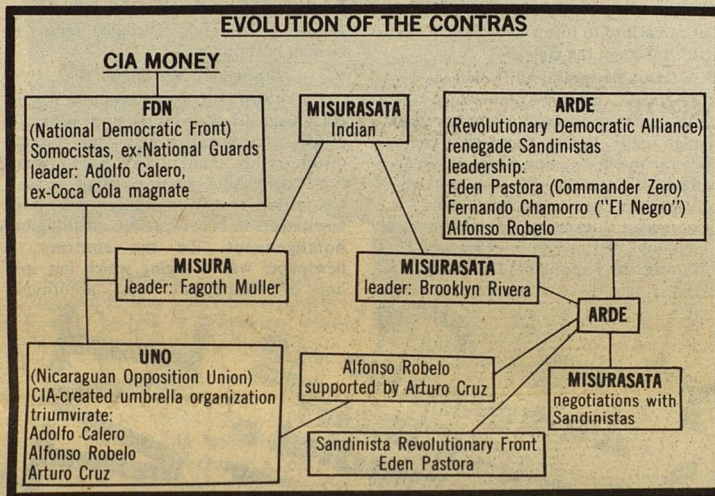 EVOLUTION OF THE CONTRAS
CIA MONEY
FDN
(National Democratic Front)
Somocistas, ex-National Guards
leader: Adolfo Calero,
ex-Coca Cola magnate
MISURASATA
Indian
ARDE
(Revolutionary Democratic Alliance)
renegade Sandinistas
leadership:
Eden Pastora (Commander Zero)
Fernando Chamorro ("El Negro")
Alfonso Robelo
MISURA
leader: Fagoth Muller
MISURASATA
leader: Brooklyn Rivera
ARDE
UNO
(Nicaraguan Opposition Union)
CIA-created umbrella organization
triumvirate:
Adolfo Calero
Alfonso Robelo
Arturo Cruz
Alfonso Robelo
supported by Arturo Cruz
MISURASATA
negotiations with
Sandinistas
Sandinista Revolutionary Front
Eden Pastora